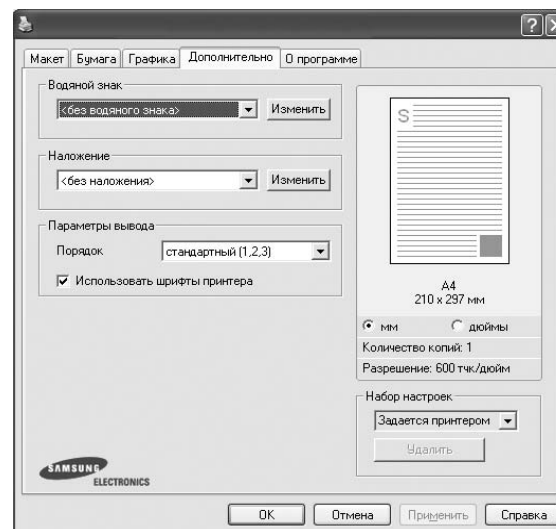 Макет Бумага Графика Дополнительно О программе
Водяной знак
<без водяного знака> Изменить
Наложение
<без наложения> Изменить
Параметры вывода
Порядок стандартный (1,2,3)
Использовать шрифты принтера
S
A4
210 x 297 мм
мм дюймы
Количество копий: 1
Разрешение: 600 тчк/дюйм
Набор настроек
Задается принтером
Удалить
SAMSUNG
ELECTRONICS
OK Отмена Применить Справка